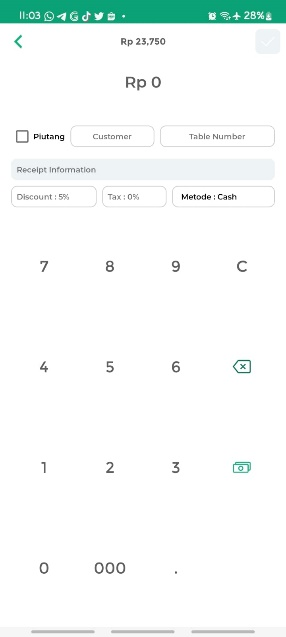 11:03 28%
Rp 23,750
Rp 0
Piutang Customer Table Number
Receipt Information
Discount : 5% Tax : 0% Metode : Cash
7 8 9 C
4 5 6
1 2 3
0 000 .